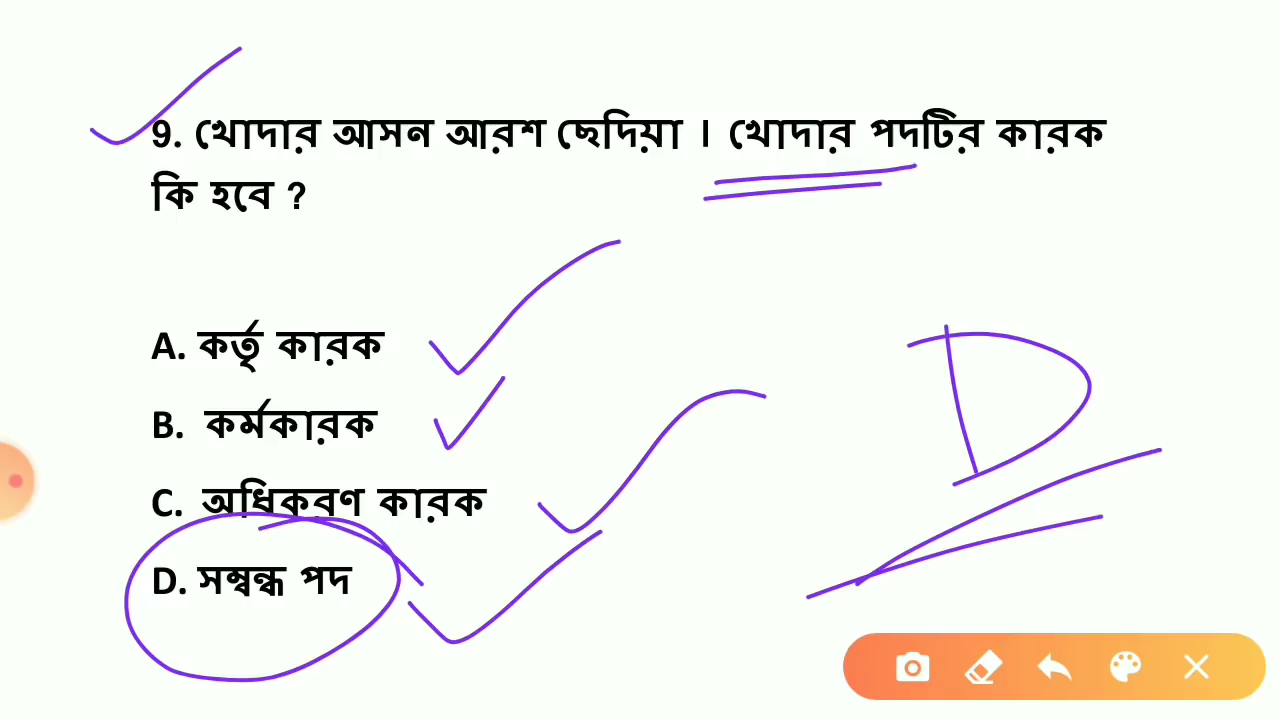 9. খোদার আসন আরশ ছেদিয়া । খোদার পদটির কারক
কি হবে ?
A. কর্তৃ কারক
B. কর্মকারক
C. অধিকরণ কারক
D. সম্বন্ধ পদ
D